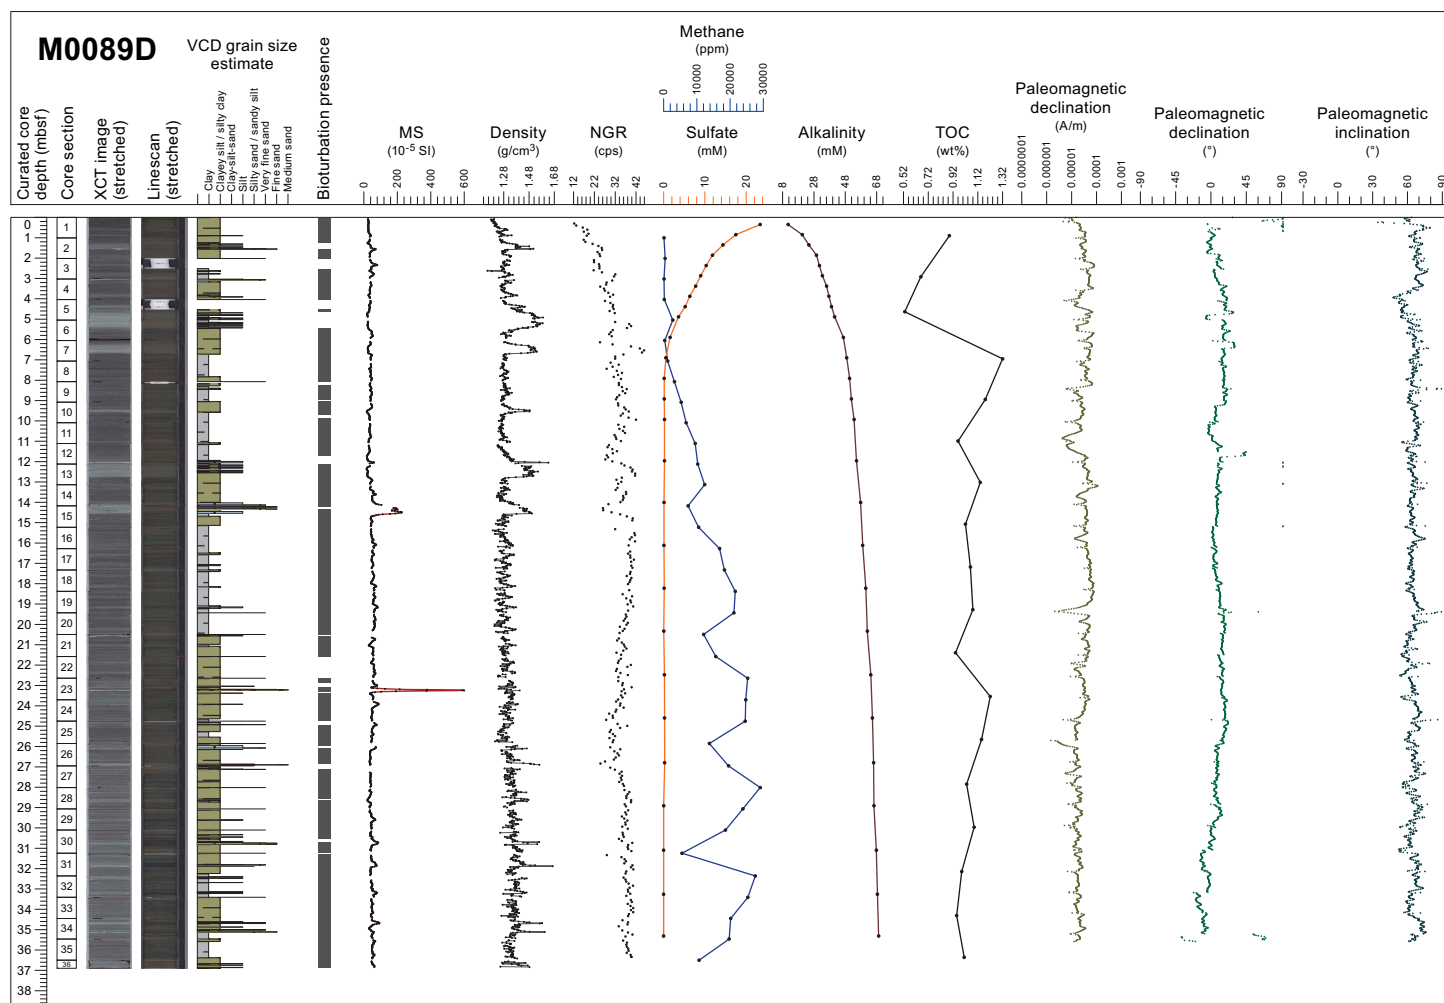 M0089D
VCD grain size
estimate
Methane
(ppm)
0
10000
20000
30000
Curated core
depth (mbsf)
Core section
XCT image
(stretched)
Linescan
(stretched)
Clay
Clayey silt / silty clay
Clay-silt-sand
Silt
Silty sand / sandy silt
Very fine sand
Fine sand
Medium sand
Bioturbation presence
MS
(10-5 SI)
0
200
400
600
Density
(g/cm3)
1.28
1.48
1.68
NGR
(cps)
12
22
32
42
Sulfate
(mM)
0
10
20
Alkalinity
(mM)
8
28
48
68
TOC
(wt%)
0.52
0.72
0.92
1.12
1.32
Paleomagnetic
declination
(A/m)
0.0000001
0.000001
0.00001
0.0001
0.001
Paleomagnetic
declination
(°)
-90
-45
0
45
90
Paleomagnetic
inclination
(°)
-30
0
30
60
90
0
1
2
3
4
5
6
7
8
9
10
11
12
13
14
15
16
17
18
19
20
21
22
23
24
25
26
27
28
29
30
31
32
33
34
35
36
37
38
1
2
3
4
5
6
7
8
9
10
11
12
13
14
15
16
17
18
19
20
21
22
23
24
25
26
27
28
29
30
31
32
33
34
35
36